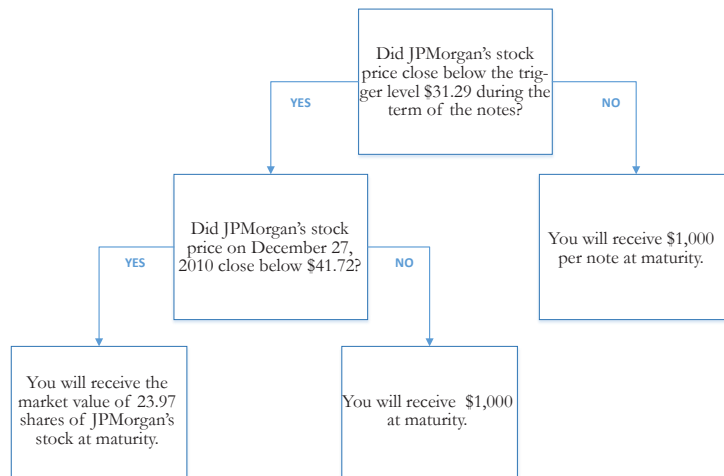 Did JPMorgan's stock
price close below the trig-
ger level $31.29 during the
term of the notes?
YES
NO
Did JPMorgan's stock
price on December 27,
2010 close below $41.72?
You will receive $1,000
per note at maturity.
YES
NO
You will receive the
market value of 23.97
shares of JPMorgan's
stock at maturity.
You will receive $1,000
at maturity.